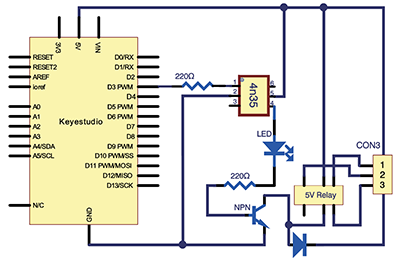 3V3
5V
VIN
RESET
RESET2
AREF
ioref
A0
A1
A2
A3
A4/SDA
A5/SCL
N/C
Keyestudio
D0/RX
D1/RX
D2
D3 PWM
D4
D5 PWM
D6 PWM
D7
D8
D9 PWM
D10 PWM/SS
D11 PWM/MOSI
D12/MISO
D13/SCK
GND
220Ω
1
2
3
4n35
6
5
4
LED
220Ω
NPN
5V Relay
CON3
1
2
3